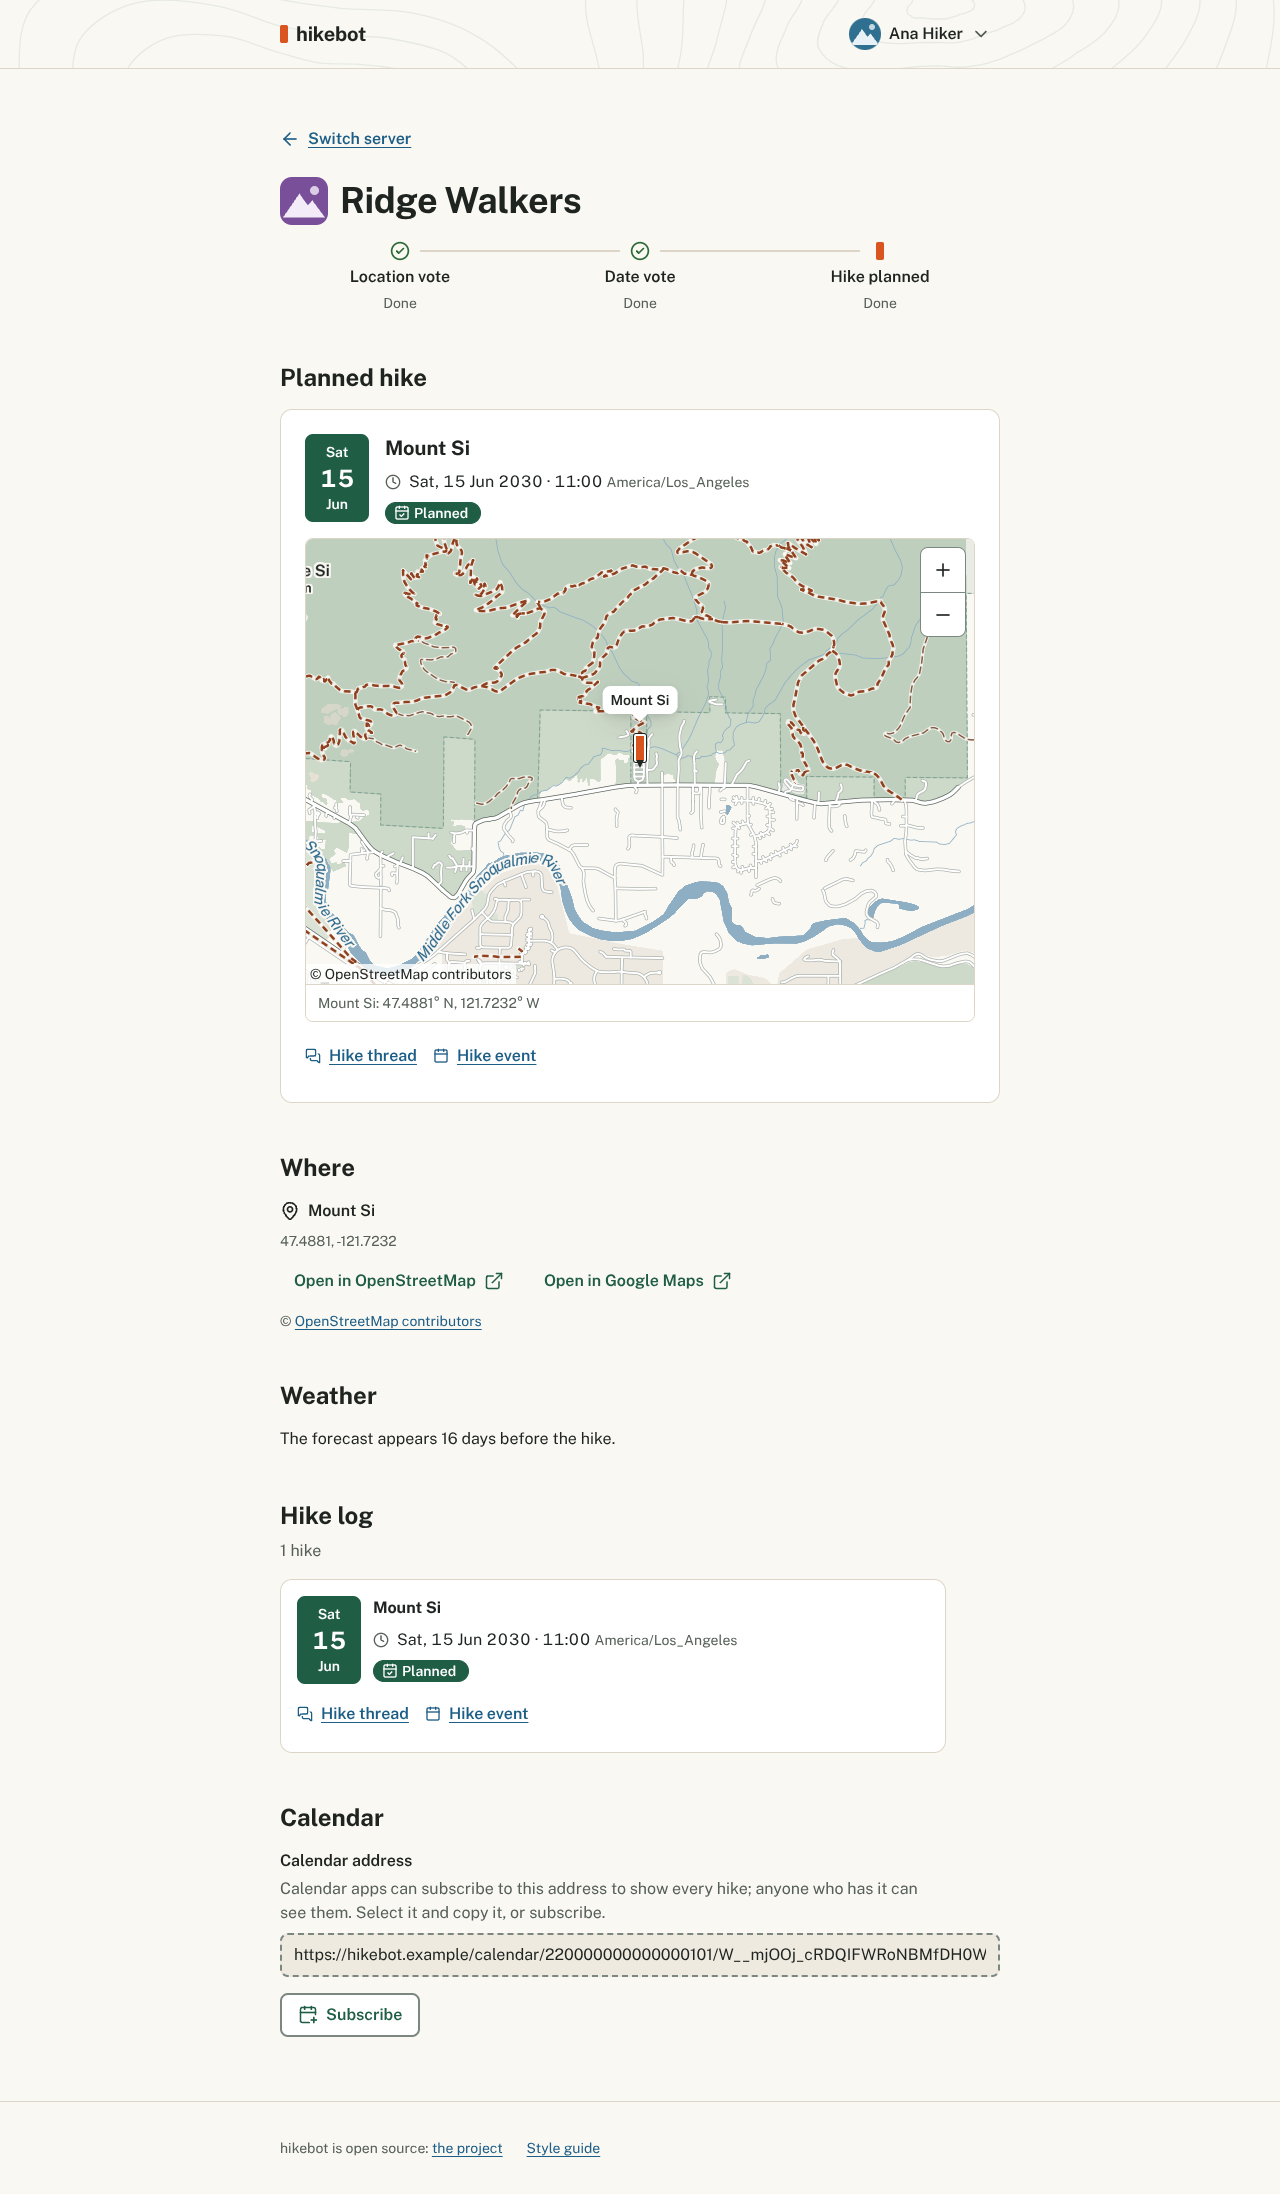 hikebot
Ana Hiker
Switch server
Ridge Walkers
Location vote
Date vote
Hike planned
Done
Done
Done
Planned hike
Sat
15
Jun
Mount Si
Sat, 15 Jun 2030 · 11:00 America/Los_Angeles
Planned
e Si
+
−
Mount Si
Snoqualmie River
Middle Fork Snoqualmie River
© OpenStreetMap contributors
Mount Si: 47.4881° N, 121.7232° W
Hike thread
Hike event
Where
Mount Si
47.4881, -121.7232
Open in OpenStreetMap
Open in Google Maps
© OpenStreetMap contributors
Weather
The forecast appears 16 days before the hike.
Hike log
1 hike
Sat
15
Jun
Mount Si
Sat, 15 Jun 2030 · 11:00 America/Los_Angeles
Planned
Hike thread
Hike event
Calendar
Calendar address
Calendar apps can subscribe to this address to show every hike; anyone who has it can
see them. Select it and copy it, or subscribe.
https://hikebot.example/calendar/220000000000000101/W__mjOOj_cRDQIFWRoNBMfDH0W
Subscribe
hikebot is open source: the project
Style guide